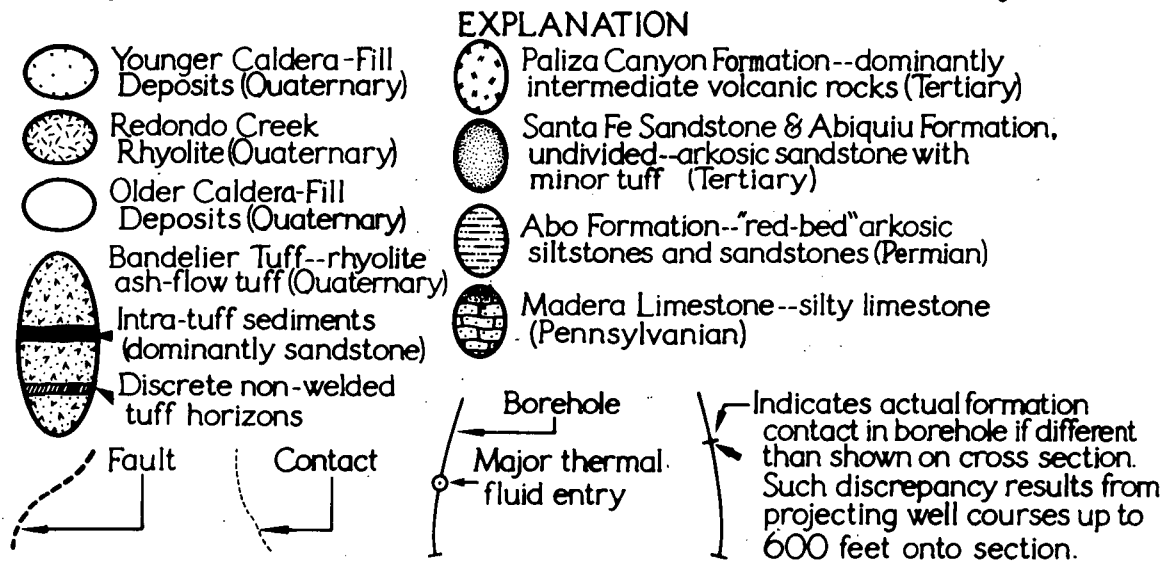 EXPLANATION
Younger Caldera-Fill
Deposits (Quaternary)
Redondo Creek
Rhyolite (Quaternary)
Older Caldera-Fill
Deposits (Quaternary)
Bandelier Tuff--rhyolite
ash-flow tuff (Quaternary)
Intra-tuff sediments
(dominantly sandstone)
Discrete non-welded
tuff horizons
Paliza Canyon Formation--dominantly
intermediate volcanic rocks (Tertiary)
Santa Fe Sandstone & Abiquiu Formation,
undivided--arkosic sandstone with
minor tuff (Tertiary)
Abo Formation--"red-bed" arkosic
siltstones and sandstones (Permian)
Madera Limestone--silty limestone
(Pennsylvanian)
Fault
Contact
Borehole
Major thermal
fluid entry
Indicates actual formation
contact in borehole if different
than shown on cross section.
Such discrepancy results from
projecting well courses up to
600 feet onto section.